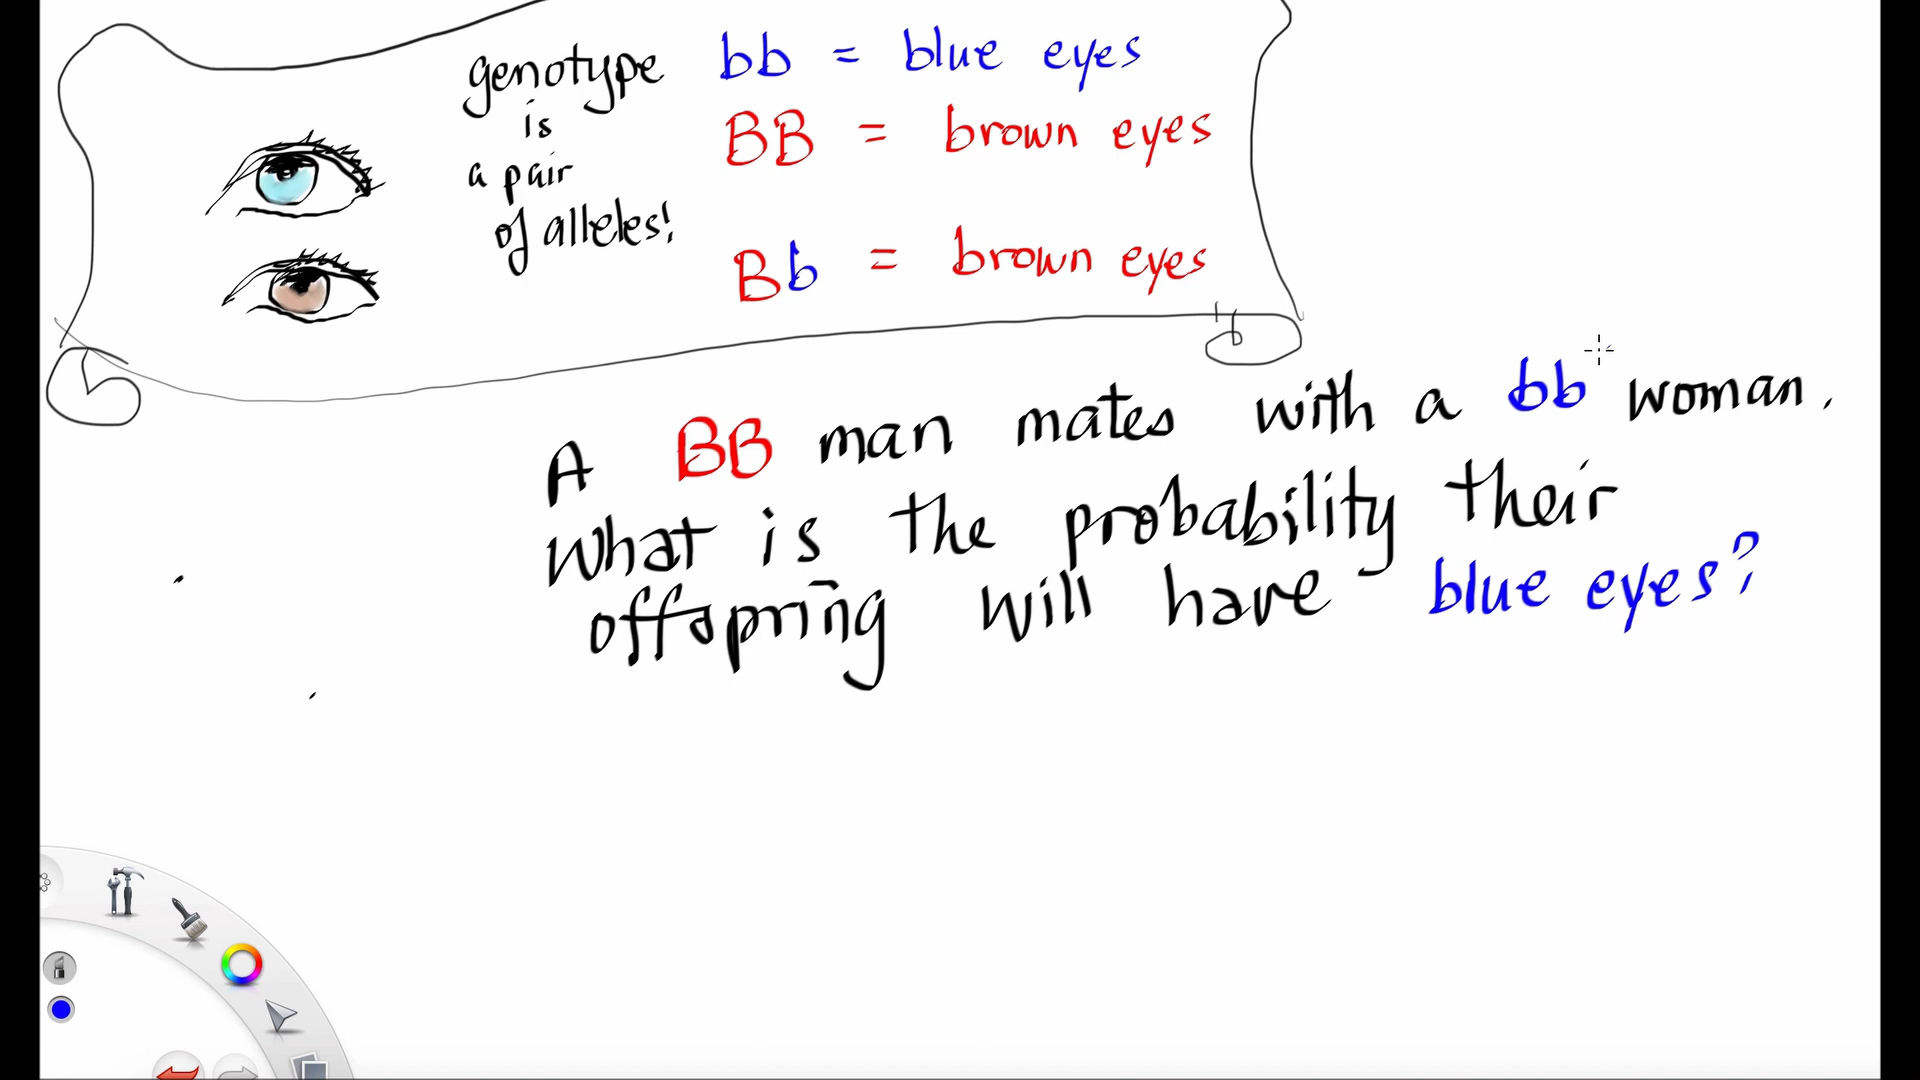 genotype
is
a pair
of alleles!
bb = blue eyes
BB = brown eyes
Bb = brown eyes
A BB man mates with a bb woman.
What is the probability their
offspring will have blue eyes?